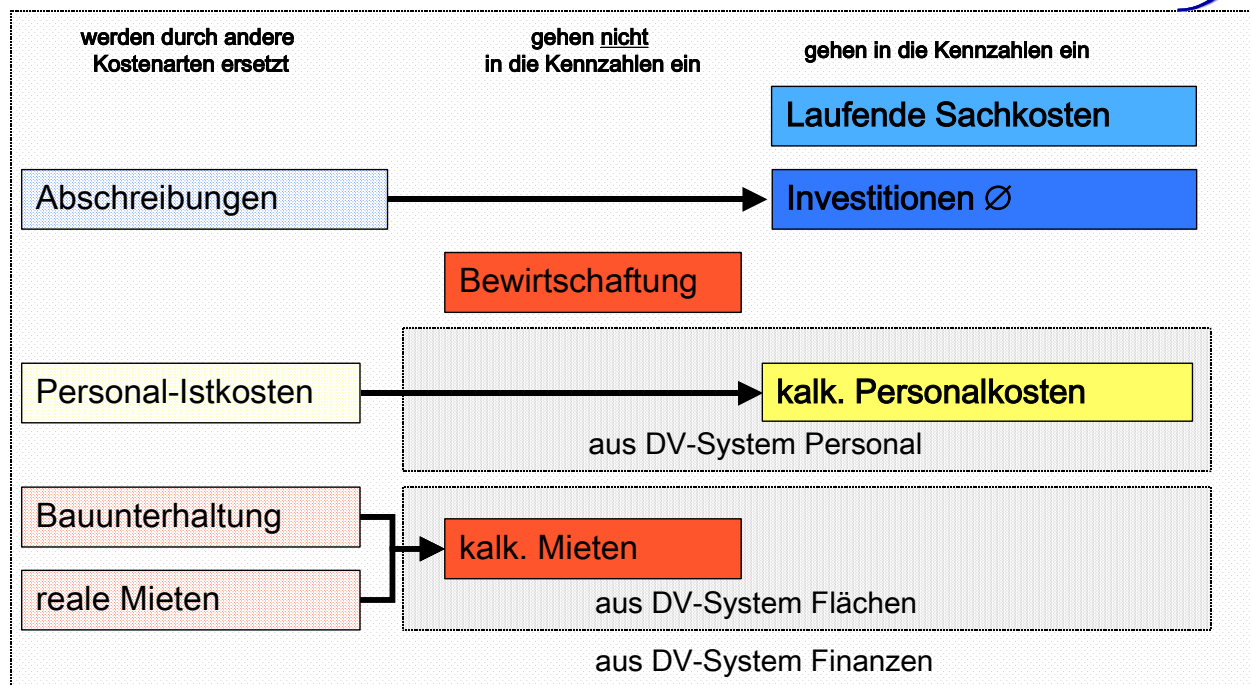 werden durch andere
Kostenarten ersetzt
gehen nicht
in die Kennzahlen ein
gehen in die Kennzahlen ein
Laufende Sachkosten
Abschreibungen
Investitionen ∅
Bewirtschaftung
Personal-Istkosten
kalk. Personalkosten
aus DV-System Personal
Bauunterhaltung
kalk. Mieten
reale Mieten
aus DV-System Flächen
aus DV-System Finanzen